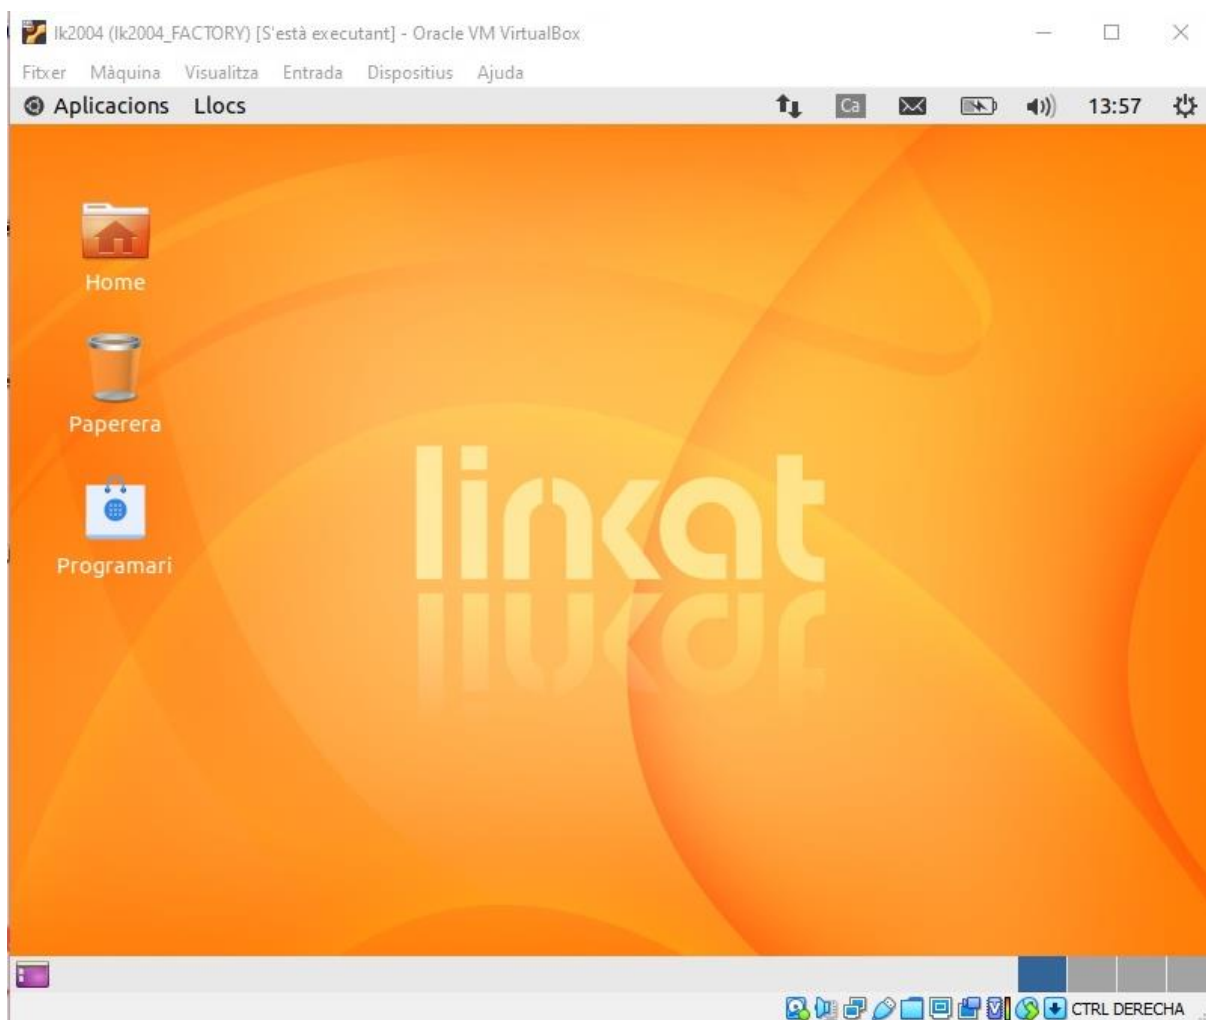 lk2004 (lk2004_FACTORY) [S'està executant] - Oracle VM VirtualBox
Fitxer Màquina Visualitza Entrada Dispositius Ajuda
Aplicacions Llocs Ca 13:57
Home
Paperera
Programari
linkat
CTRL DERECHA